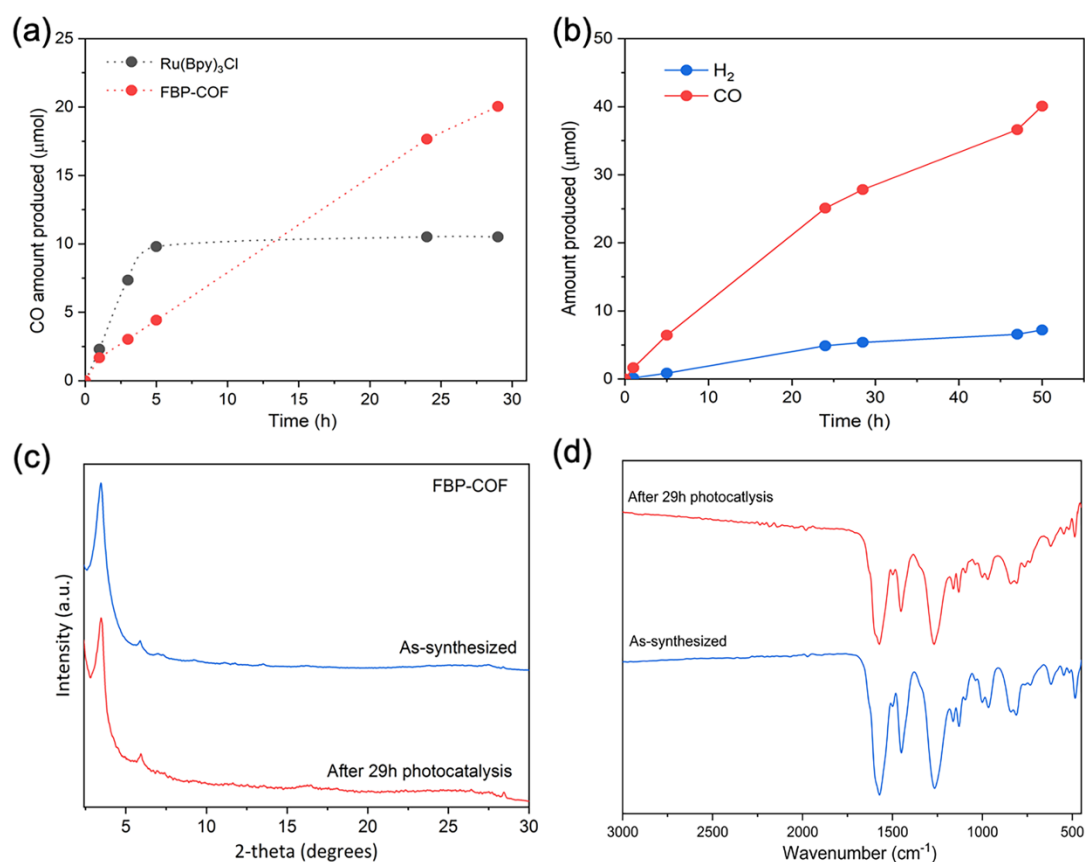 (a)
25
20
15
10
5
0
CO amount produced (μmol)
Ru(Bpy)₃Cl
FBP-COF
0 5 10 15 20 25 30
Time (h)
(b)
50
40
30
20
10
0
Amount produced (μmol)
H₂
CO
0 10 20 30 40 50
Time (h)
(c)
FBP-COF
Intensity (a.u.)
As-synthesized
After 29h photocatalysis
5 10 15 20 25 30
2-theta (degrees)
(d)
After 29h photocatlysis
As-synthesized
3000 2500 2000 1500 1000 500
Wavenumber (cm⁻¹)